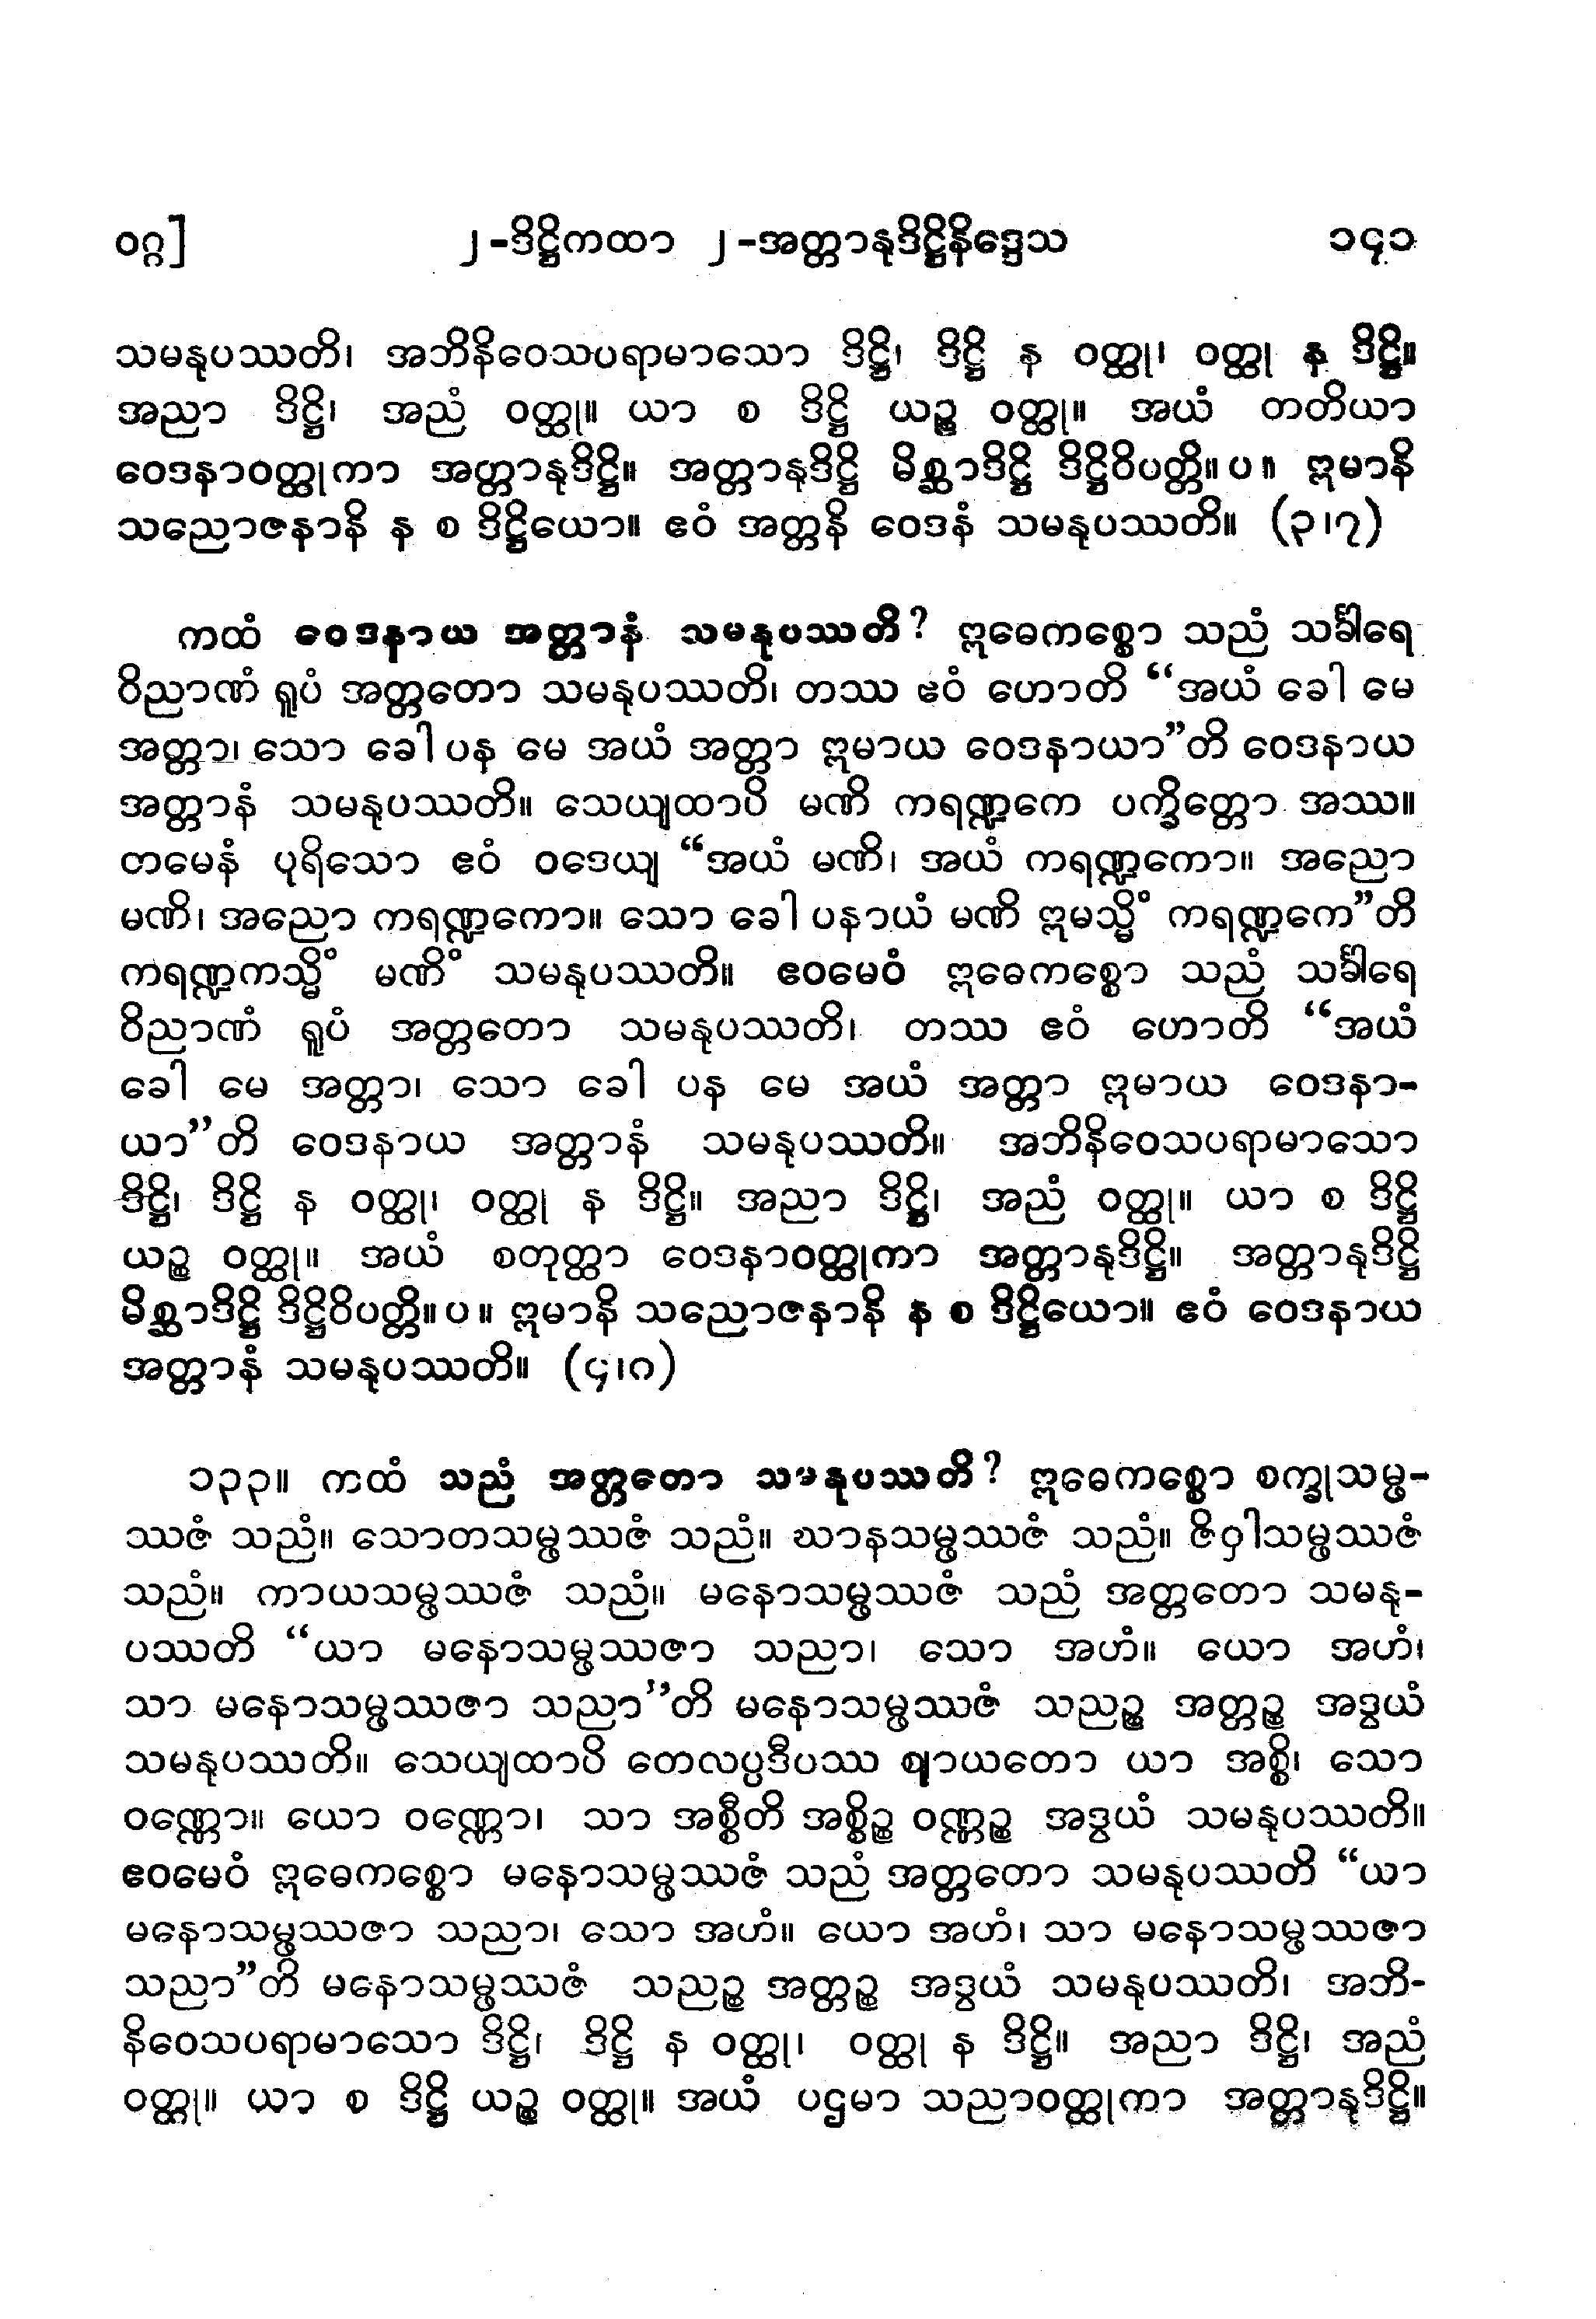 ဝဂ္ဂ] ၂-ဒိဋ္ဌိကထာ ၂-အတ္တာနုဒိဋ္ဌိနိဒ္ဒေသ ၁၄၁
သမနုပဿတိ၊ အဘိနိဝေသပရာမာသော ဒိဋ္ဌိ၊ ဒိဋ္ဌိ န ဝတ္ထု၊ ဝတ္ထု န ဒိဋ္ဌိ။
အညာ ဒိဋ္ဌိ၊ အညံ ဝတ္ထု။ ယာ စ ဒိဋ္ဌိ ယဉ္စ ဝတ္ထု။ အယံ တတိယာ
ဝေဒနာဝတ္ထုကာ အတ္တာနုဒိဋ္ဌိ။ အတ္တာနုဒိဋ္ဌိ မိစ္ဆာဒိဋ္ဌိ ဒိဋ္ဌိဝိပတ္တိ။ပ။ ဣမာနိ
သညောဇနာနိ န စ ဒိဋ္ဌိယော။ ဧဝံ အတ္တနိ ဝေဒနံ သမနုပဿတိ။ (၃၊၇)
ကထံ ဝေဒနာယ အတ္တာနံ သမနုပဿတိ? ဣဓေကစ္စော သညံ သင်္ခါရေ
ဝိညာဏံ ရူပံ အတ္တတော သမနုပဿတိ၊ တဿ ဧဝံ ဟောတိ “အယံ ခေါ မေ
အတ္တာ၊ သော ခေါ ပန မေ အယံ အတ္တာ ဣမာယ ဝေဒနာယာ”တိ ဝေဒနာယ
အတ္တာနံ သမနုပဿတိ။ သေယျထာပိ မဏိ ကရဏ္ဍကေ ပက္ခိတ္တော အဿ။
တမေနံ ပုရိသော ဧဝံ ဝဒေယျ “အယံ မဏိ၊ အယံ ကရဏ္ဍကော။ အညော
မဏိ၊ အညော ကရဏ္ဍကော။ သော ခေါ ပနာယံ မဏိ ဣမသ္မိံ ကရဏ္ဍကေ”တိ
ကရဏ္ဍကသ္မိံ မဏိံ သမနုပဿတိ။ ဧဝမေဝံ ဣဓေကစ္စော သညံ သင်္ခါရေ
ဝိညာဏံ ရူပံ အတ္တတော သမနုပဿတိ၊ တဿ ဧဝံ ဟောတိ “အယံ
ခေါ မေ အတ္တာ၊ သော ခေါ ပန မေ အယံ အတ္တာ ဣမာယ ဝေဒနာ-
ယာ”တိ ဝေဒနာယ အတ္တာနံ သမနုပဿတိ။ အဘိနိဝေသပရာမာသော
ဒိဋ္ဌိ၊ ဒိဋ္ဌိ န ဝတ္ထု၊ ဝတ္ထု န ဒိဋ္ဌိ။ အညာ ဒိဋ္ဌိ၊ အညံ ဝတ္ထု။ ယာ စ ဒိဋ္ဌိ
ယဉ္စ ဝတ္ထု။ အယံ စတုတ္ထာ ဝေဒနာဝတ္ထုကာ အတ္တာနုဒိဋ္ဌိ။ အတ္တာနုဒိဋ္ဌိ
မိစ္ဆာဒိဋ္ဌိ ဒိဋ္ဌိဝိပတ္တိ။ပ။ ဣမာနိ သညောဇနာနိ န စ ဒိဋ္ဌိယော။ ဧဝံ ဝေဒနာယ
အတ္တာနံ သမနုပဿတိ။ (၄၊၈)
၁၃၃။ ကထံ သညံ အတ္တတော သမနုပဿတိ? ဣဓေကစ္စော စက္ခုသမ္ဖ-
ဿဇံ သညံ။ သောတသမ္ဖဿဇံ သညံ။ ဃာနသမ္ဖဿဇံ သညံ။ ဇိဝှါသမ္ဖဿဇံ
သညံ။ ကာယသမ္ဖဿဇံ သညံ။ မနောသမ္ဖဿဇံ သညံ အတ္တတော သမနု-
ပဿတိ “ယာ မနောသမ္ဖဿဇာ သညာ၊ သော အဟံ။ ယော အဟံ၊
သာ မနောသမ္ဖဿဇာ သညာ”တိ မနောသမ္ဖဿဇံ သညဉ္စ အတ္တဉ္စ အဒွယံ
သမနုပဿတိ။ သေယျထာပိ တေလပ္ပဒီပဿ ဈာယတော ယာ အစ္စိ၊ သော
ဝဏ္ဏော။ ယော ဝဏ္ဏော၊ သာ အစ္စီတိ အစ္စိဉ္စ ဝဏ္ဏဉ္စ အဒွယံ သမနုပဿတိ။
ဧဝမေဝံ ဣဓေကစ္စော မနောသမ္ဖဿဇံ သညံ အတ္တတော သမနုပဿတိ “ယာ
မနောသမ္ဖဿဇာ သညာ၊ သော အဟံ။ ယော အဟံ၊ သာ မနောသမ္ဖဿဇာ
သညာ”တိ မနောသမ္ဖဿဇံ သညဉ္စ အတ္တဉ္စ အဒွယံ သမနုပဿတိ၊ အဘိ-
နိဝေသပရာမာသော ဒိဋ္ဌိ၊ ဒိဋ္ဌိ န ဝတ္ထု၊ ဝတ္ထု န ဒိဋ္ဌိ။ အညာ ဒိဋ္ဌိ၊ အညံ
ဝတ္ထု။ ယာ စ ဒိဋ္ဌိ ယဉ္စ ဝတ္ထု။ အယံ ပဌမာ သညာဝတ္ထုကာ အတ္တာနုဒိဋ္ဌိ။